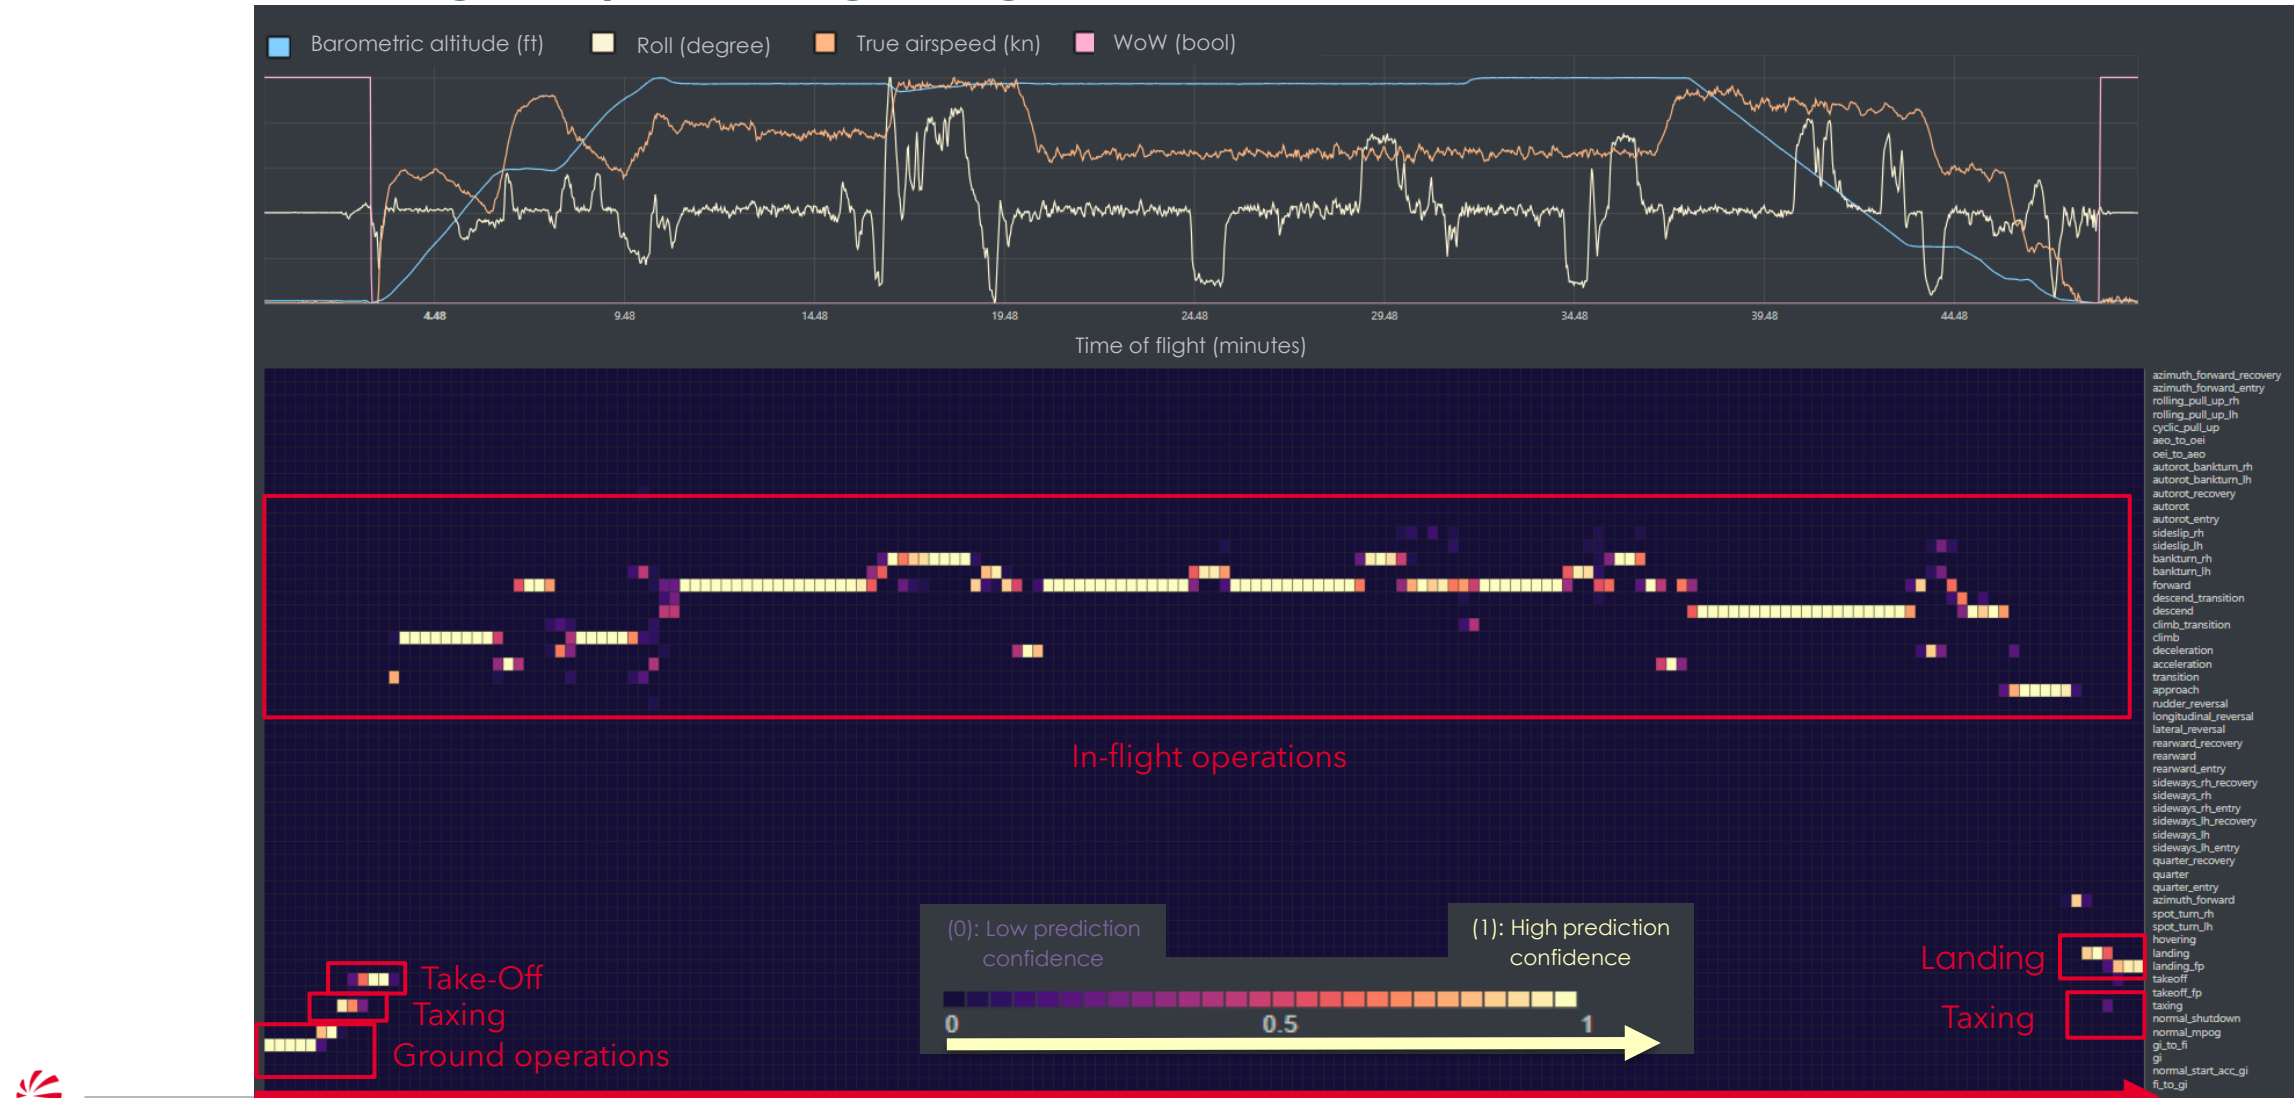 Barometric altitude (ft)
Roll (degree)
True airspeed (kn)
WoW (bool)
4.48
9.48
14.48
19.48
24.48
29.48
34.48
39.48
44.48
Time of flight (minutes)
azimuth_forward_recovery
azimuth_forward_entry
rolling_pull_up_rh
rolling_pull_up_lh
cyclic_pull_up
aeo_to_oei
oei_to_aeo
autorot_bankturn_rh
autorot_bankturn_lh
autorot_recovery
autorot
autorot_entry
sideslip_rh
sideslip_lh
bankturn_rh
bankturn_lh
forward
descend_transition
descend
climb_transition
climb
deceleration
acceleration
transition
approach
rudder_reversal
longitudinal_reversal
lateral_reversal
rearward_recovery
rearward
rearward_entry
sideways_rh_recovery
sideways_rh
sideways_rh_entry
sideways_lh_recovery
sideways_lh
sideways_lh_entry
quarter_recovery
quarter
quarter_entry
azimuth_forward
spot_turn_rh
spot_turn_lh
hovering
landing
landing_fp
takeoff
takeoff_fp
taxing
normal_shutdown
normal_mpog
gi_to_fi
gi
normal_start_acc_gi
fi_to_gi
In-flight operations
Take-Off
Taxing
Ground operations
(0): Low prediction
confidence
(1): High prediction
confidence
0
0.5
1
Landing
Taxing